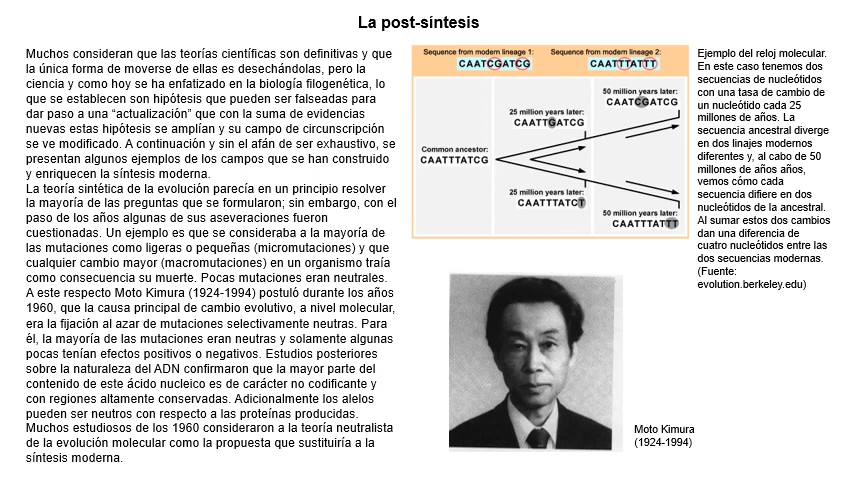 La post-síntesis
Muchos consideran que las teorías científicas son definitivas y que
la única forma de moverse de ellas es desechándolas, pero la
ciencia y como hoy se ha enfatizado en la biología filogenética, lo
que se establecen son hipótesis que pueden ser falseadas para
dar paso a una “actualización” que con la suma de evidencias
nuevas estas hipótesis se amplían y su campo de circunscripción
se ve modificado. A continuación y sin el afán de ser exhaustivo, se
presentan algunos ejemplos de los campos que se han construido
y enriquecen la síntesis moderna.
La teoría sintética de la evolución parecía en un principio resolver
la mayoría de las preguntas que se formularon; sin embargo, con el
paso de los años algunas de sus aseveraciones fueron
cuestionadas. Un ejemplo es que se consideraba a la mayoría de
las mutaciones como ligeras o pequeñas (micromutaciones) y que
cualquier cambio mayor (macromutaciones) en un organismo traía
como consecuencia su muerte. Pocas mutaciones eran neutrales.
A este respecto Moto Kimura (1924-1994) postuló durante los años
1960, que la causa principal de cambio evolutivo, a nivel molecular,
era la fijación al azar de mutaciones selectivamente neutras. Para
él, la mayoría de las mutaciones eran neutras y solamente algunas
pocas tenían efectos positivos o negativos. Estudios posteriores
sobre la naturaleza del ADN confirmaron que la mayor parte del
contenido de este ácido nucleico es de carácter no codificante y
con regiones altamente conservadas. Adicionalmente los alelos
pueden ser neutros con respecto a las proteínas producidas.
Muchos estudiosos de los 1960 consideraron a la teoría neutralista
de la evolución molecular como la propuesta que sustituiría a la
síntesis moderna.
Sequence from modern lineage 1:
CAATCGATCG
Sequence from modern lineage 2:
CAATTTATTT
50 million years later:
CAATCGATCG
25 million years later:
CAATTGATCG
Common ancestor:
CAATTTATCG
25 million years later:
CAATTTATCT
50 million years later:
CAATTTATTT
Ejemplo del reloj molecular.
En este caso tenemos dos
secuencias de nucleótidos
con una tasa de cambio de
un nucleótido cada 25
millones de años. La
secuencia ancestral diverge
en dos linajes modernos
diferentes y, al cabo de 50
millones de años años,
vemos cómo cada
secuencia difiere en dos
nucleótidos de la ancestral.
Al sumar estos dos cambios
dan una diferencia de
cuatro nucleótidos entre las
dos secuencias modernas.
(Fuente:
evolution.berkeley.edu)
Moto Kimura
(1924-1994)